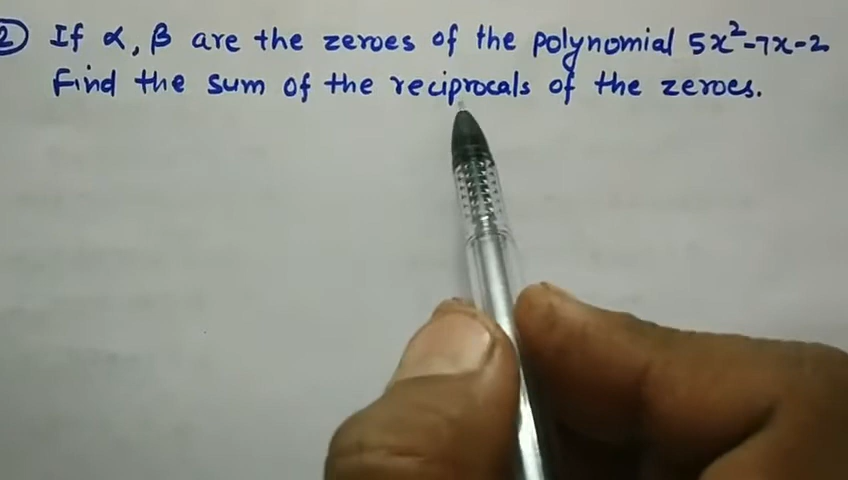 2) If α, β are the zeroes of the polynomial 5x²-7x-2.
Find the sum of the reciprocals of the zeroes.